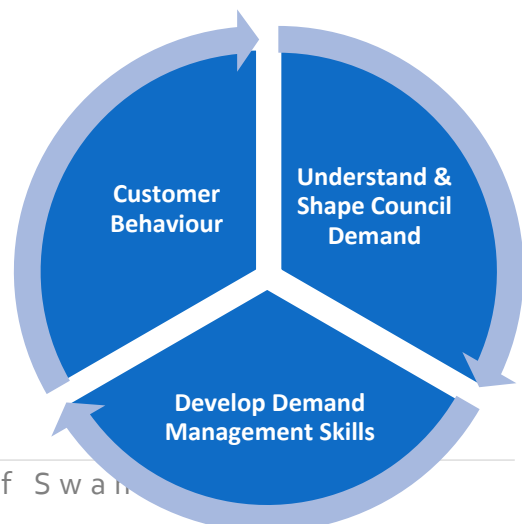 Customer
Behaviour
Understand &
Shape Council
Demand
Develop Demand
Management Skills
f Swan